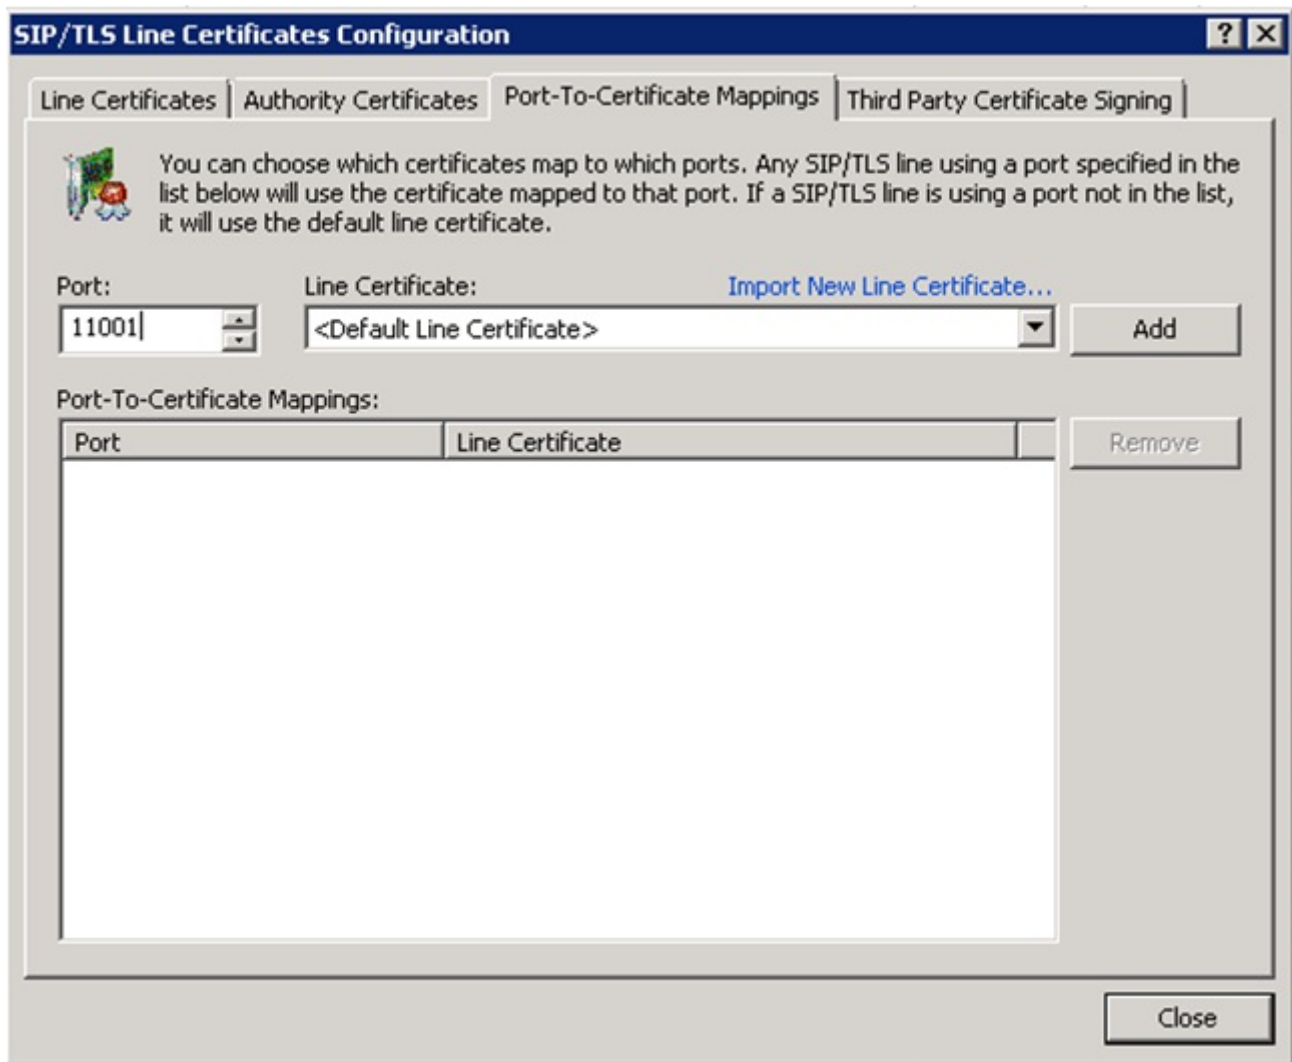 SIP/TLS Line Certificates Configuration
Line Certificates
Authority Certificates
Port-To-Certificate Mappings
Third Party Certificate Signing
You can choose which certificates map to which ports. Any SIP/TLS line using a port specified in the
list below will use the certificate mapped to that port. If a SIP/TLS line is using a port not in the list,
it will use the default line certificate.
Port:
Line Certificate:
Import New Line Certificate...
11001
<Default Line Certificate>
Add
Port-To-Certificate Mappings:
Port
Line Certificate
Remove
Close